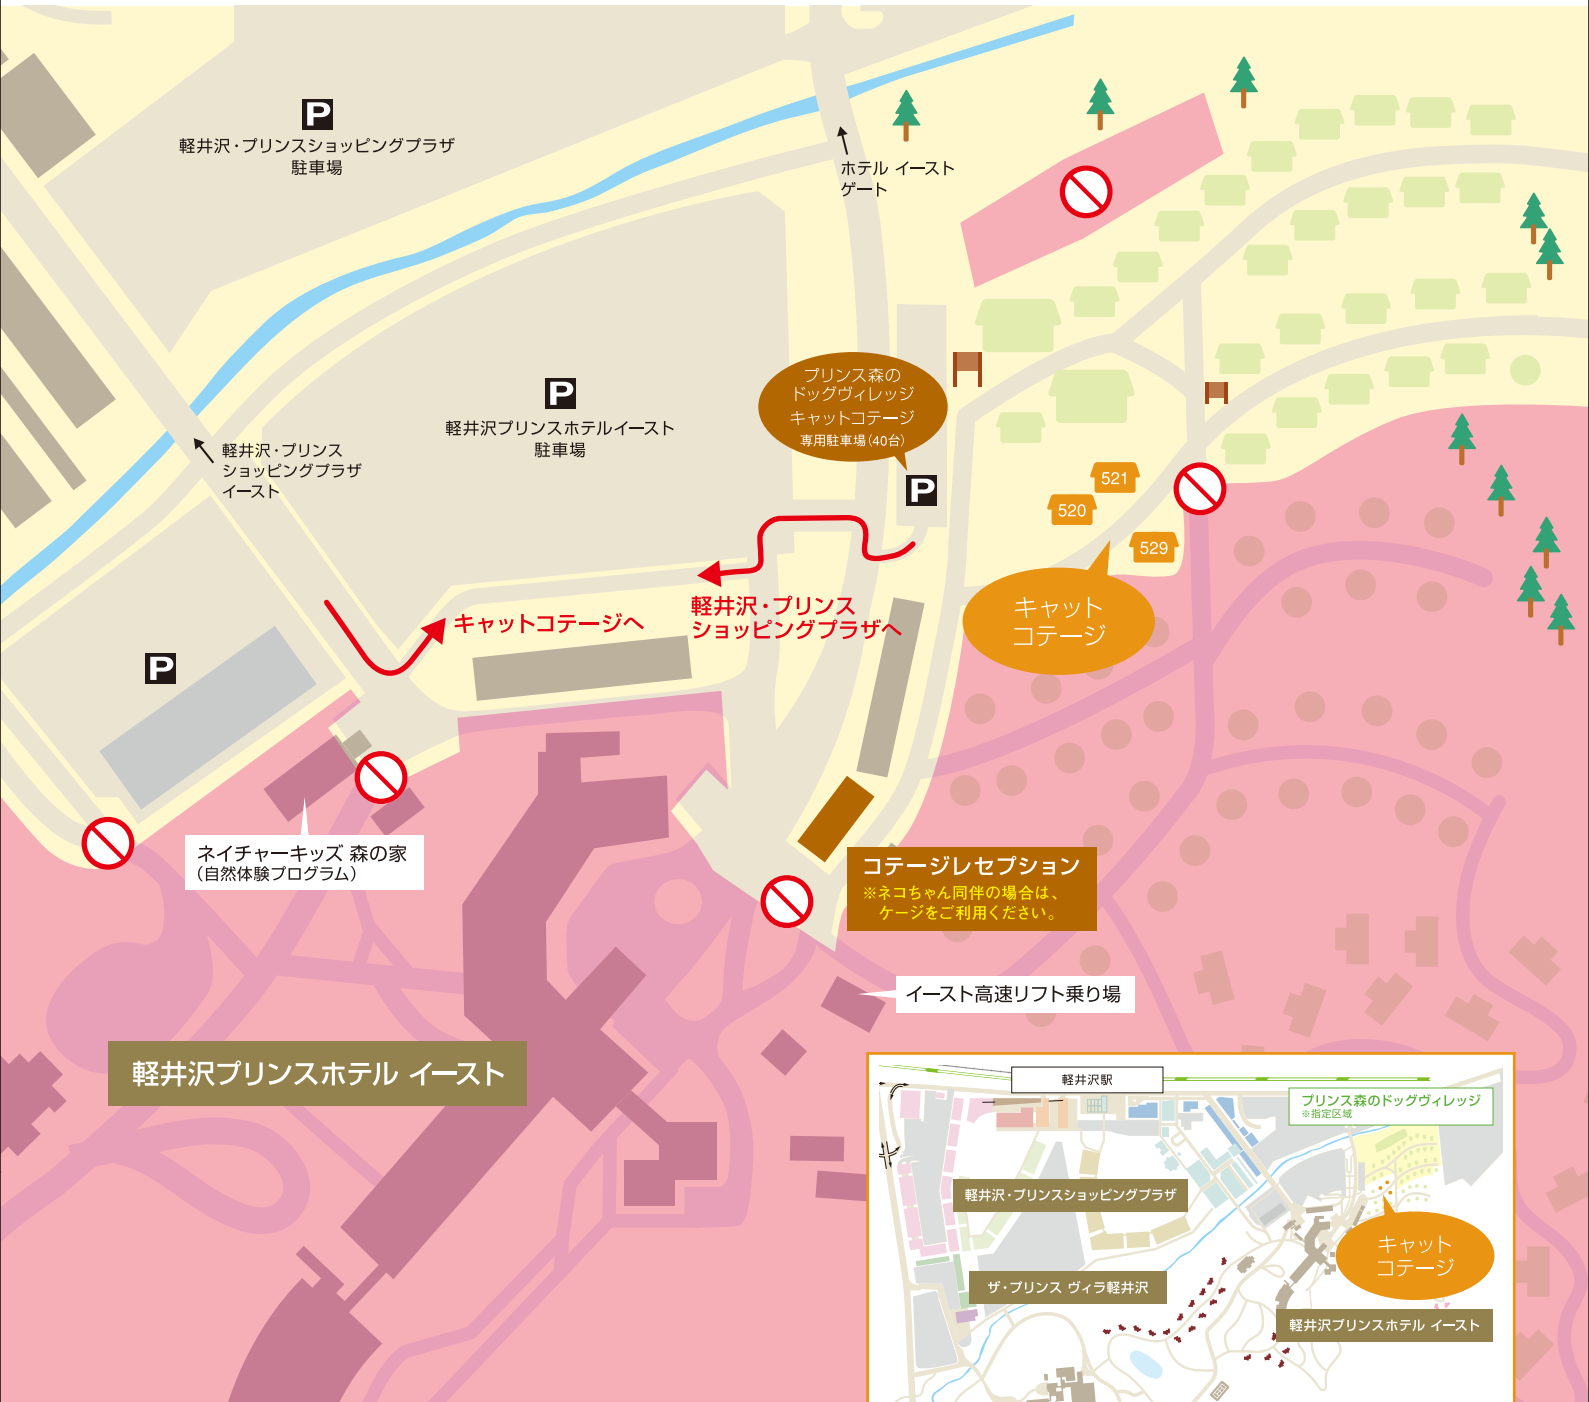 P
軽井沢・プリンスショッピングプラザ
駐車場
ホテル イースト
ゲート
P
軽井沢プリンスホテルイースト
駐車場
プリンス森の
ドッグヴィレッジ
キャットコテージ
専用駐車場(40台)
P
軽井沢・プリンス
ショッピングプラザ
イースト
521
520
529
キャット
コテージ
軽井沢・プリンス
ショッピングプラザへ
キャットコテージへ
P
ネイチャーキッズ 森の家
(自然体験プログラム)
コテージレセプション
※ネコちゃん同伴の場合は、
ケージをご利用ください。
イースト高速リフト乗り場
軽井沢プリンスホテル イースト
軽井沢駅
プリンス森のドッグヴィレッジ
※指定区域
軽井沢・プリンスショッピングプラザ
キャット
コテージ
ザ・プリンス ヴィラ軽井沢
軽井沢プリンスホテル イースト